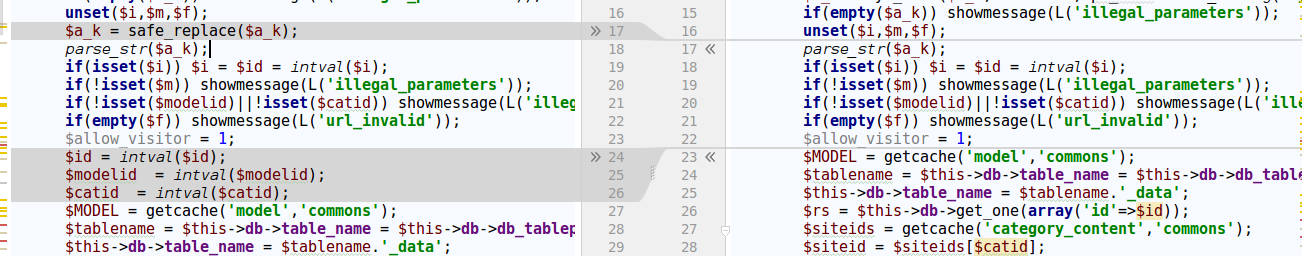 unset($i,$m,$f);
$a_k = safe_replace($a_k);
parse_str($a_k);
if(isset($i)) $i = $id = intval($i);
if(!isset($m)) showmessage(L('illegal_parameters'));
if(!isset($modelid)||!isset($catid)) showmessage(L('illeg
if(empty($f)) showmessage(L('url_invalid'));
$allow_visitor = 1;
$id = intval($id);
$modelid  = intval($modelid);
$catid  = intval($catid);
$MODEL = getcache('model','commons');
$tablename = $this->db->table_name = $this->db->db_tablep
$this->db->table_name = $tablename.'_data';
16 15
» 17 16
18 17 «
19 18
20 19
21 20
22 21
23 22
» 24 23 «
25 24
26 25
27 26
28 27
29 28
if(empty($a_k)) showmessage(L('illegal_parameters'));
unset($i,$m,$f);
parse_str($a_k);
if(isset($i)) $i = $id = intval($i);
if(!isset($m)) showmessage(L('illegal_parameters'));
if(!isset($modelid)||!isset($catid)) showmessage(L('ill
if(empty($f)) showmessage(L('url_invalid'));
$allow_visitor = 1;
$MODEL = getcache('model','commons');
$tablename = $this->db->table_name = $this->db->db_tabl
$this->db->table_name = $tablename.'_data';
$rs = $this->db->get_one(array('id'=>$id));
$siteids = getcache('category_content','commons');
$siteid = $siteids[$catid];